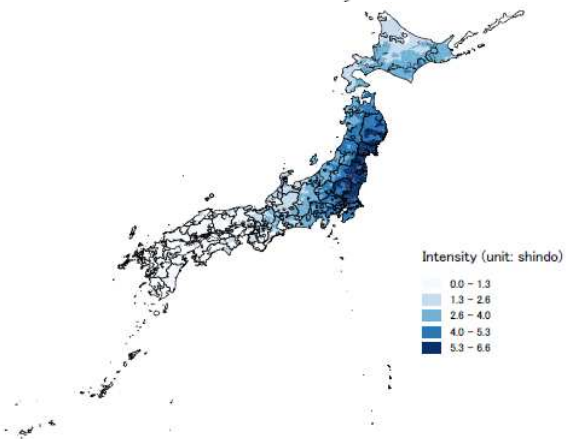 Intensity (unit: shindo)
0.0 - 1.3
1.3 - 2.6
2.6 - 4.0
4.0 - 5.3
5.3 - 6.6